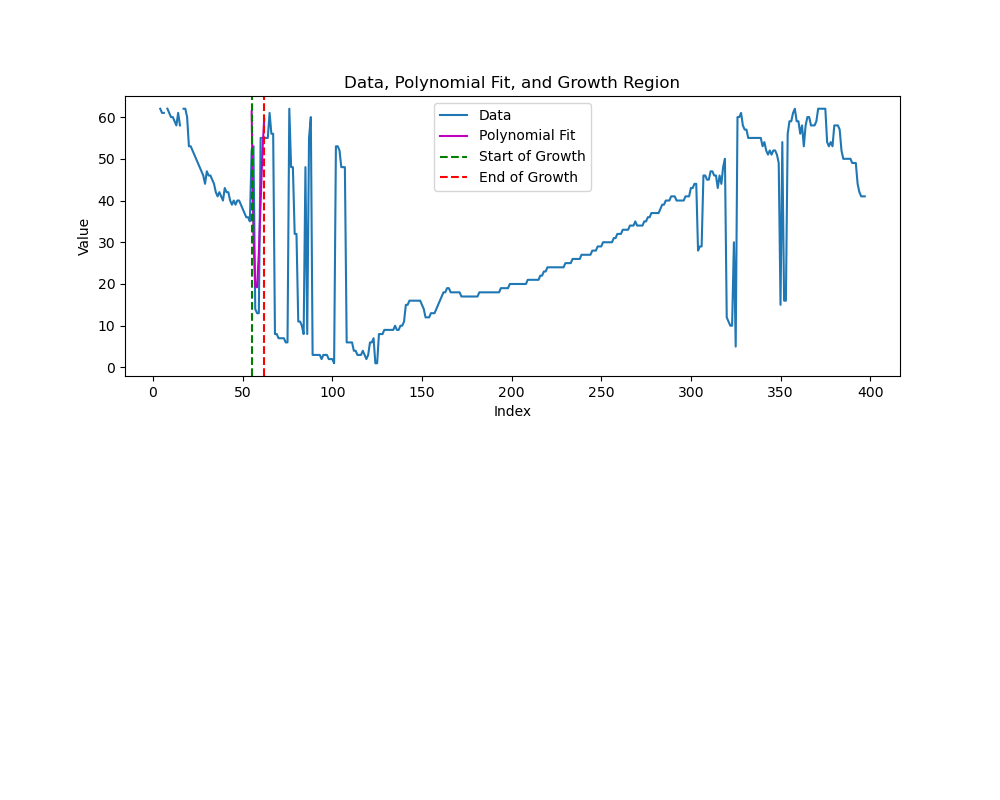 Data, Polynomial Fit, and Growth Region
Data
Polynomial Fit
Start of Growth
End of Growth
Value
60
50
40
30
20
10
0
0 50 100 150 200 250 300 350 400
Index